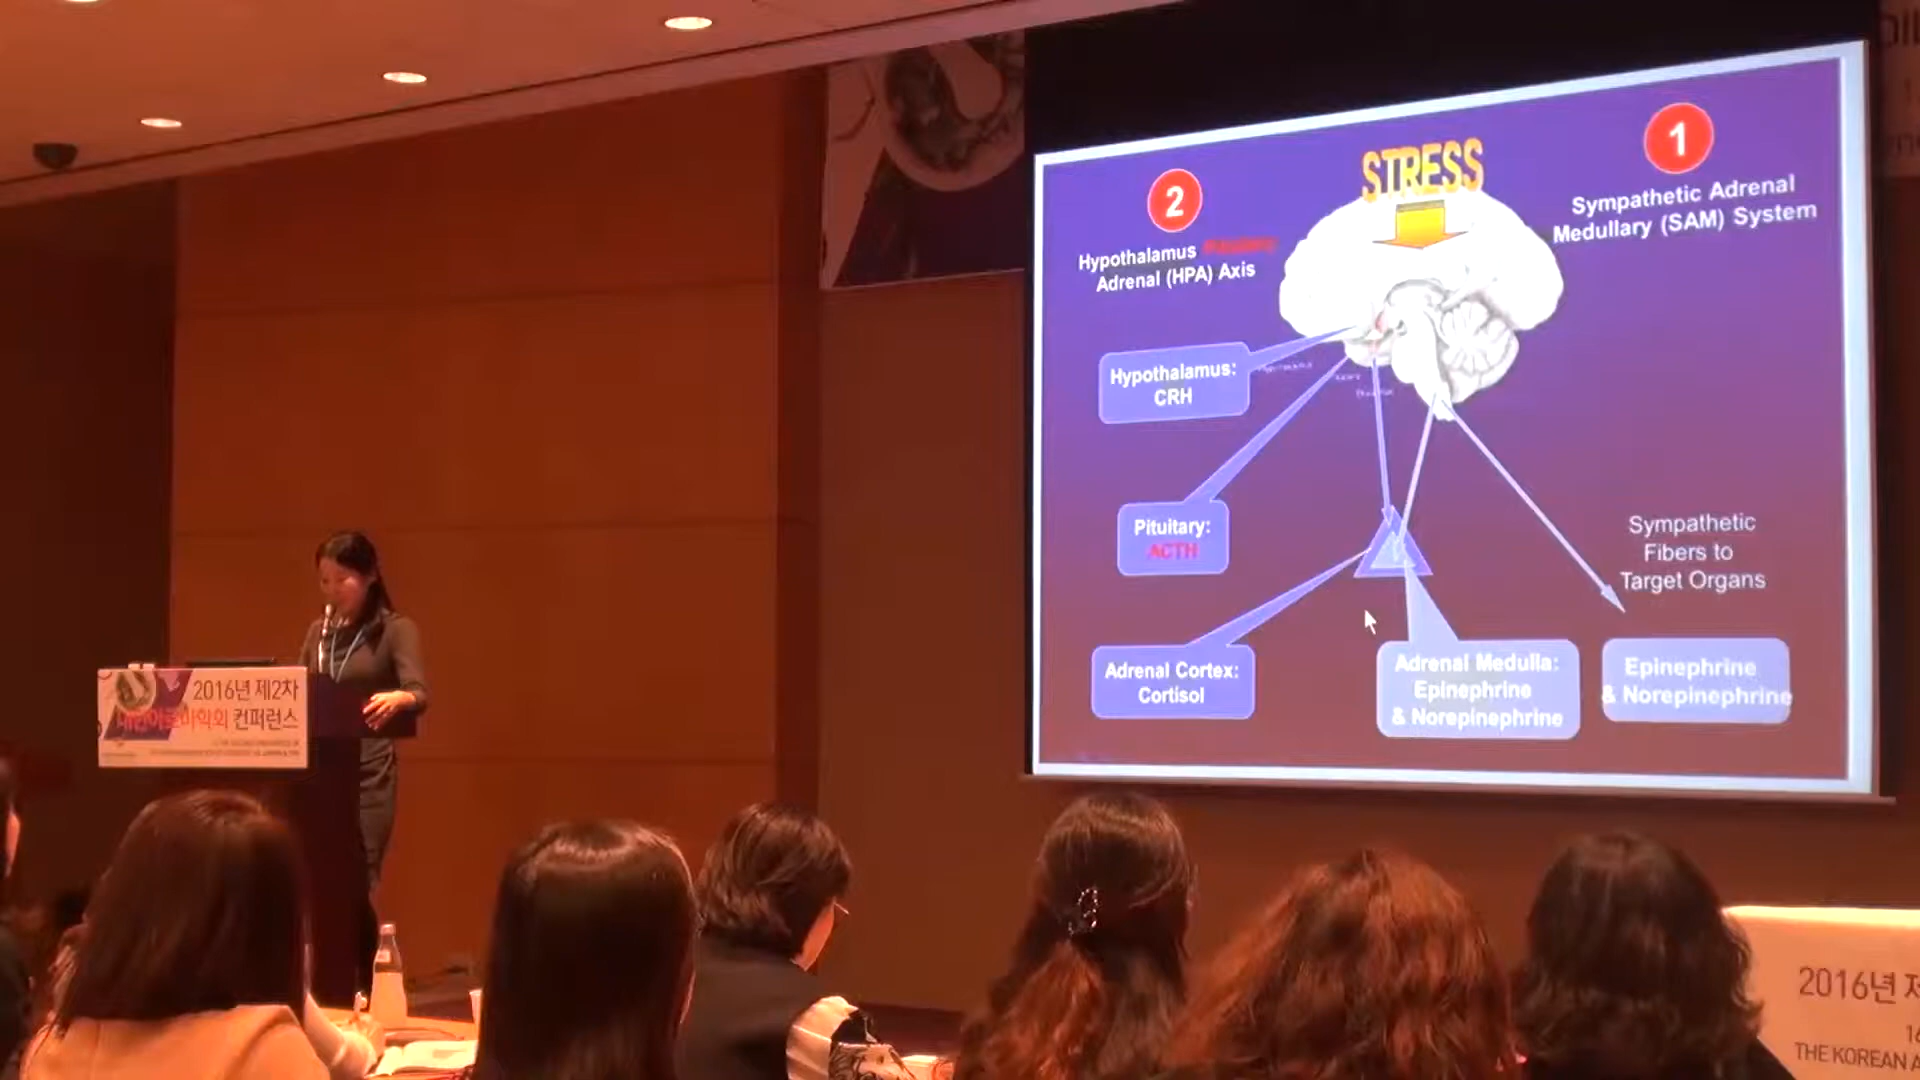 STRESS
1
Sympathetic Adrenal
Medullary (SAM) System
2
Hypothalamus
Adrenal (HPA) Axis
Hypothalamus:
CRH
Pituitary:
ACTH
Adrenal Cortex:
Cortisol
Adrenal Medulla:
Epinephrine
& Norepinephrine
Sympathetic
Fibers to
Target Organs
Epinephrine
& Norepinephrine
2016년 제2차
컨퍼런스
2016년
THE KOREAN